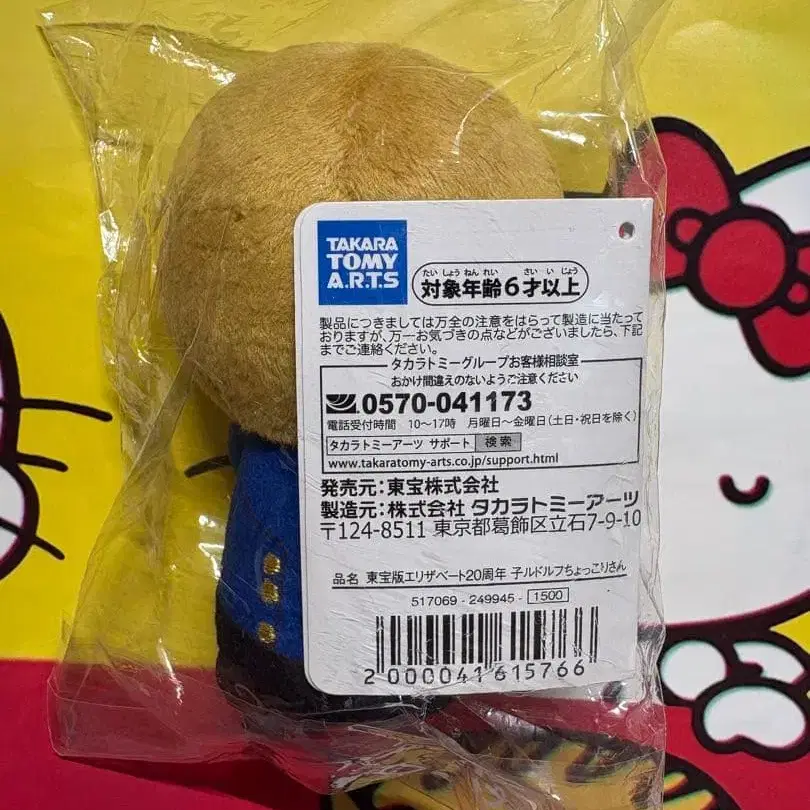 TAKARA
TOMY
A.R.T.S
たいしょうねんれい さいいじょう
対象年齢6才以上
製品につきましては万全の注意をはらって製造に当たって
おりますが、万一お気づきの点などがございましたら、下記
までご連絡ください。
タカラトミーグループお客様相談室
おかけ間違えのないようご注意ください
0570-041173
電話受付時間 10〜17時 月曜日〜金曜日(土日・祝日を除く)
タカラトミーアーツ サポート 検索
www.takaratomy-arts.co.jp/support.html
発売元:東宝株式会社
製造元:株式会社 タカラトミーアーツ
〒124-8511 東京都葛飾区立石7-9-10
品名 東宝版エリザベート20周年 子ルドルフちょっこりさん
517069 - 249945 - 1500
2 000041 615766